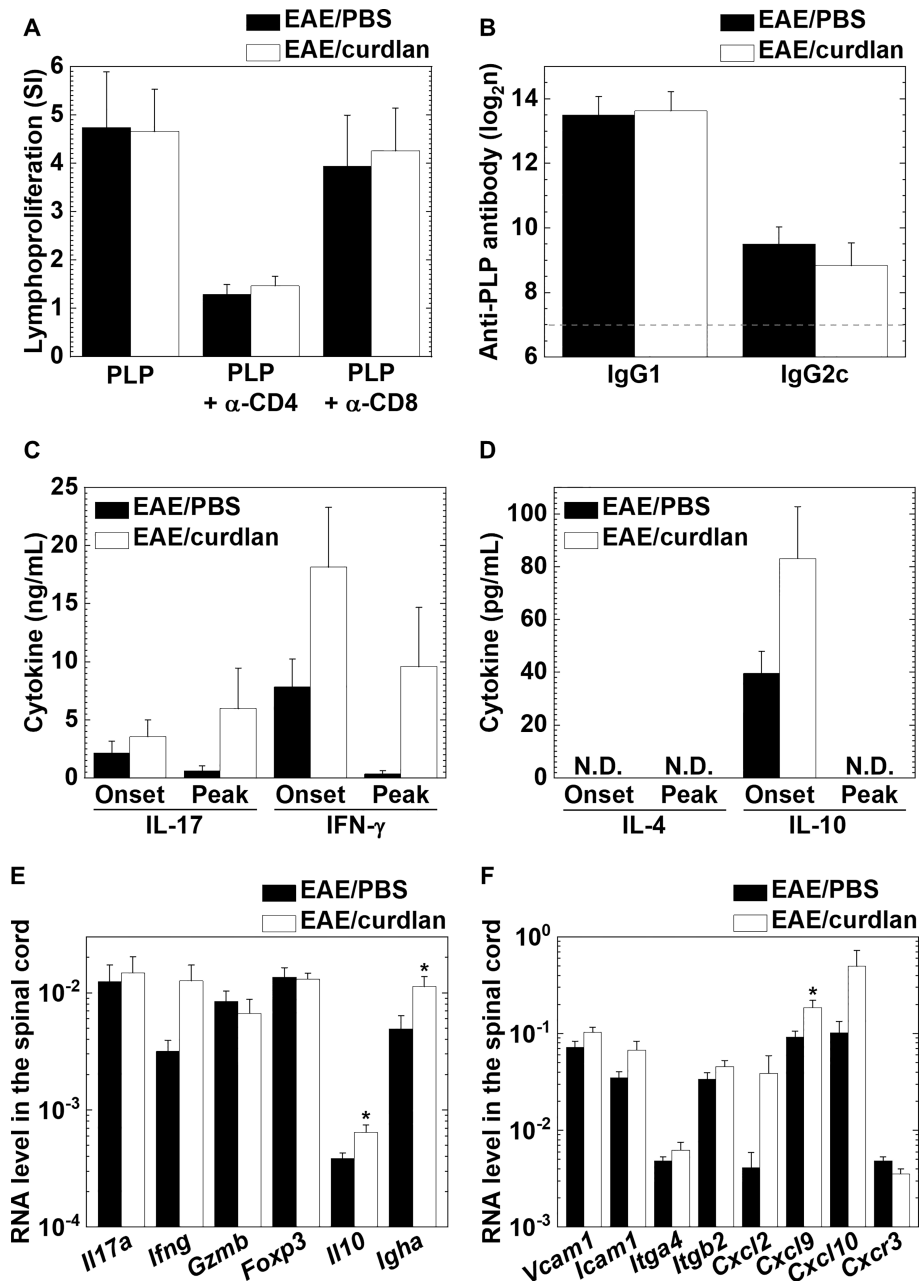 A
EAE/PBS
EAE/curdlan
Lymphoproliferation (SI)
6
5
4
3
2
1
0
PLP
PLP
+ α-CD4
PLP
+ α-CD8
B
EAE/PBS
EAE/curdlan
Anti-PLP antibody (log2n)
14
12
10
8
6
IgG1
IgG2c
C
EAE/PBS
EAE/curdlan
Cytokine (ng/mL)
25
20
15
10
5
0
Onset Peak Onset Peak
IL-17 IFN-γ
D
EAE/PBS
EAE/curdlan
Cytokine (pg/mL)
100
80
60
40
20
0
N.D. N.D. N.D.
Onset Peak Onset Peak
IL-4 IL-10
E
EAE/PBS
EAE/curdlan
RNA level in the spinal cord
10-2
10-3
10-4
*
*
Il17a Ifng Gzmb Foxp3 Il10 Igha
F
EAE/PBS
EAE/curdlan
RNA level in the spinal cord
100
10-1
10-2
10-3
*
Vcam1 Icam1 Itga4 Itgb2 Cxcl2 Cxcl9 Cxcl10 Cxcr3